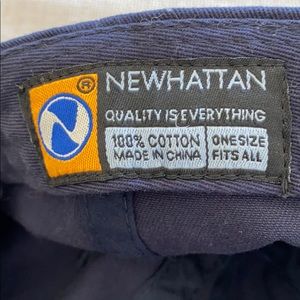 ® NEWHATTAN
QUALITY IS EVERYTHING
100% COTTON
MADE IN CHINA
ONE SIZE
FITS ALL